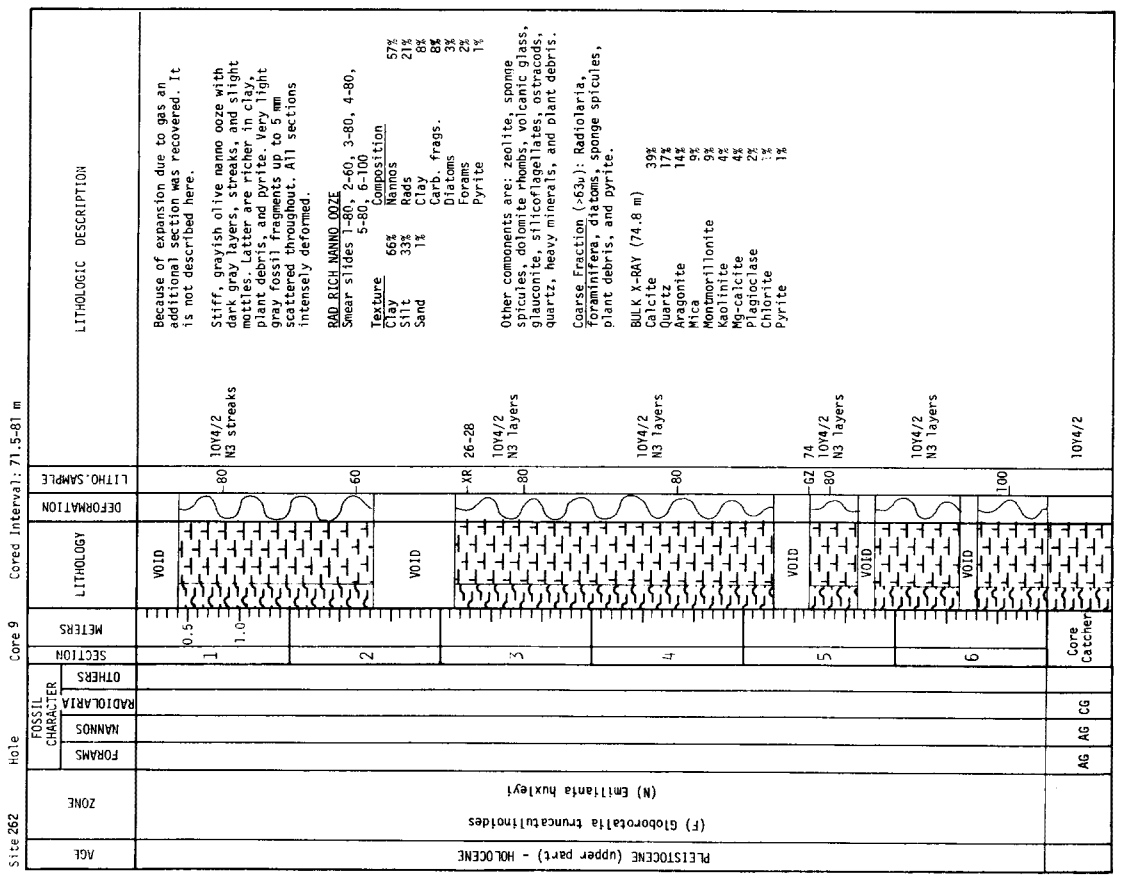 Site 262 Hole Core 9 Cored Interval: 71.5-81 m
AGE
ZONE
FOSSIL
CHARACTER
FORAMS
NANNOS
RADIOLARIA
OTHERS
SECTION
METERS
LITHOLOGY
DEFORMATION
LITHO.SAMPLE
LITHOLOGIC DESCRIPTION
PLEISTOCENE (upper part) - HOLOCENE
(F) Globorotalia truncatulinoides
(N) Emiliania huxleyi
1
0.5
1.0
VOID
80
10Y4/2
N3 streaks
2
60
VOID
3
XR 26-28
80
10Y4/2
N3 layers
4
80
10Y4/2
N3 layers
5
VOID
GZ 74
80
10Y4/2
N3 layers
VOID
6
10Y4/2
N3 layers
VOID
100
Core
Catcher
AG AG CG
10Y4/2
Because of expansion due to gas an
additional section was recovered. It
is not described here.
Stiff, grayish olive nanno ooze with
dark gray layers, streaks, and slight
mottles. Latter are richer in clay,
plant debris, and pyrite. Very light
gray fossil fragments up to 5 mm
scattered throughout. All sections
intensely deformed.
RAD RICH NANNO OOZE
Smear slides 1-80, 2-60, 3-80, 4-80,
5-80, 6-100
Texture Composition
Clay 66% Nannos 57%
Silt 33% Rads 21%
Sand 1% Clay 8%
Carb. frags. 8%
Diatoms 3%
Forams 2%
Pyrite 1%
Other components are: zeolite, sponge
spicules, dolomite rhombs, volcanic glass,
glauconite, silicoflagellates, ostracods,
quartz, heavy minerals, and plant debris.
Coarse Fraction (>63μ): Radiolaria,
foraminifera, diatoms, sponge spicules,
plant debris, and pyrite.
BULK X-RAY (74.8 m)
Calcite 39%
Quartz 17%
Aragonite 14%
Mica 9%
Montmorillonite 9%
Kaolinite 4%
Mg-calcite 4%
Plagioclase 2%
Chlorite 1%
Pyrite 1%